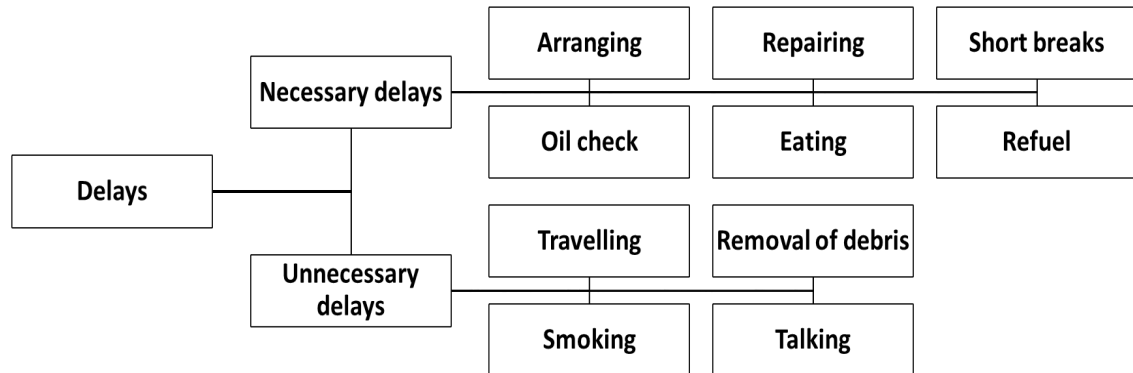 Arranging
Repairing
Short breaks
Necessary delays
Oil check
Eating
Refuel
Delays
Travelling
Removal of debris
Unnecessary
delays
Smoking
Talking